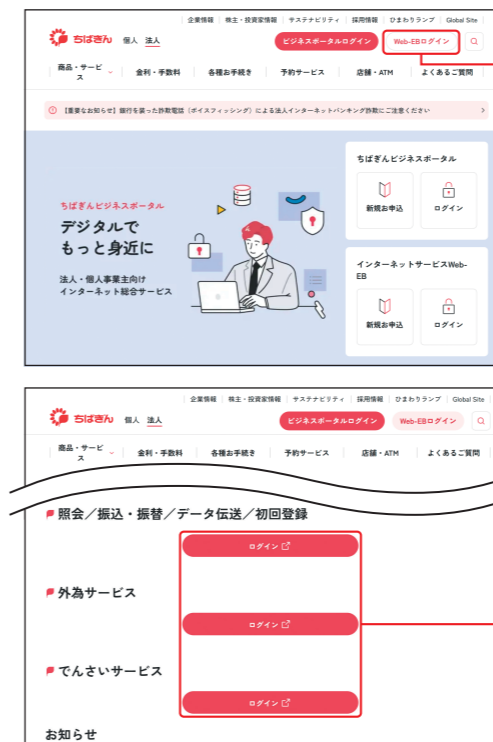 企業情報 株主・投資家情報 サステナビリティ 採用情報 ひまわりランプ Global Site
ちばぎん 個人 法人 ビジネスポータルログイン Web-EBログイン
商品・サービス 金利・手数料 各種お手続き 予約サービス 店舗・ATM よくあるご質問
【重要なお知らせ】銀行を装った詐欺電話（ボイスフィッシング）による法人インターネットバンキング詐欺にご注意ください
ちばぎんビジネスポータル
デジタルで
もっと身近に
法人・個人事業主向け
インターネット総合サービス
ちばぎんビジネスポータル
新規お申込 ログイン
インターネットサービスWeb-
EB
新規お申込 ログイン
企業情報 株主・投資家情報 サステナビリティ 採用情報 ひまわりランプ Global Site
ちばぎん 個人 法人 ビジネスポータルログイン Web-EBログイン
商品・サービス 金利・手数料 各種お手続き 予約サービス 店舗・ATM よくあるご質問
照会／振込・振替／データ伝送／初回登録
ログイン
外為サービス
ログイン
でんさいサービス
ログイン
お知らせ